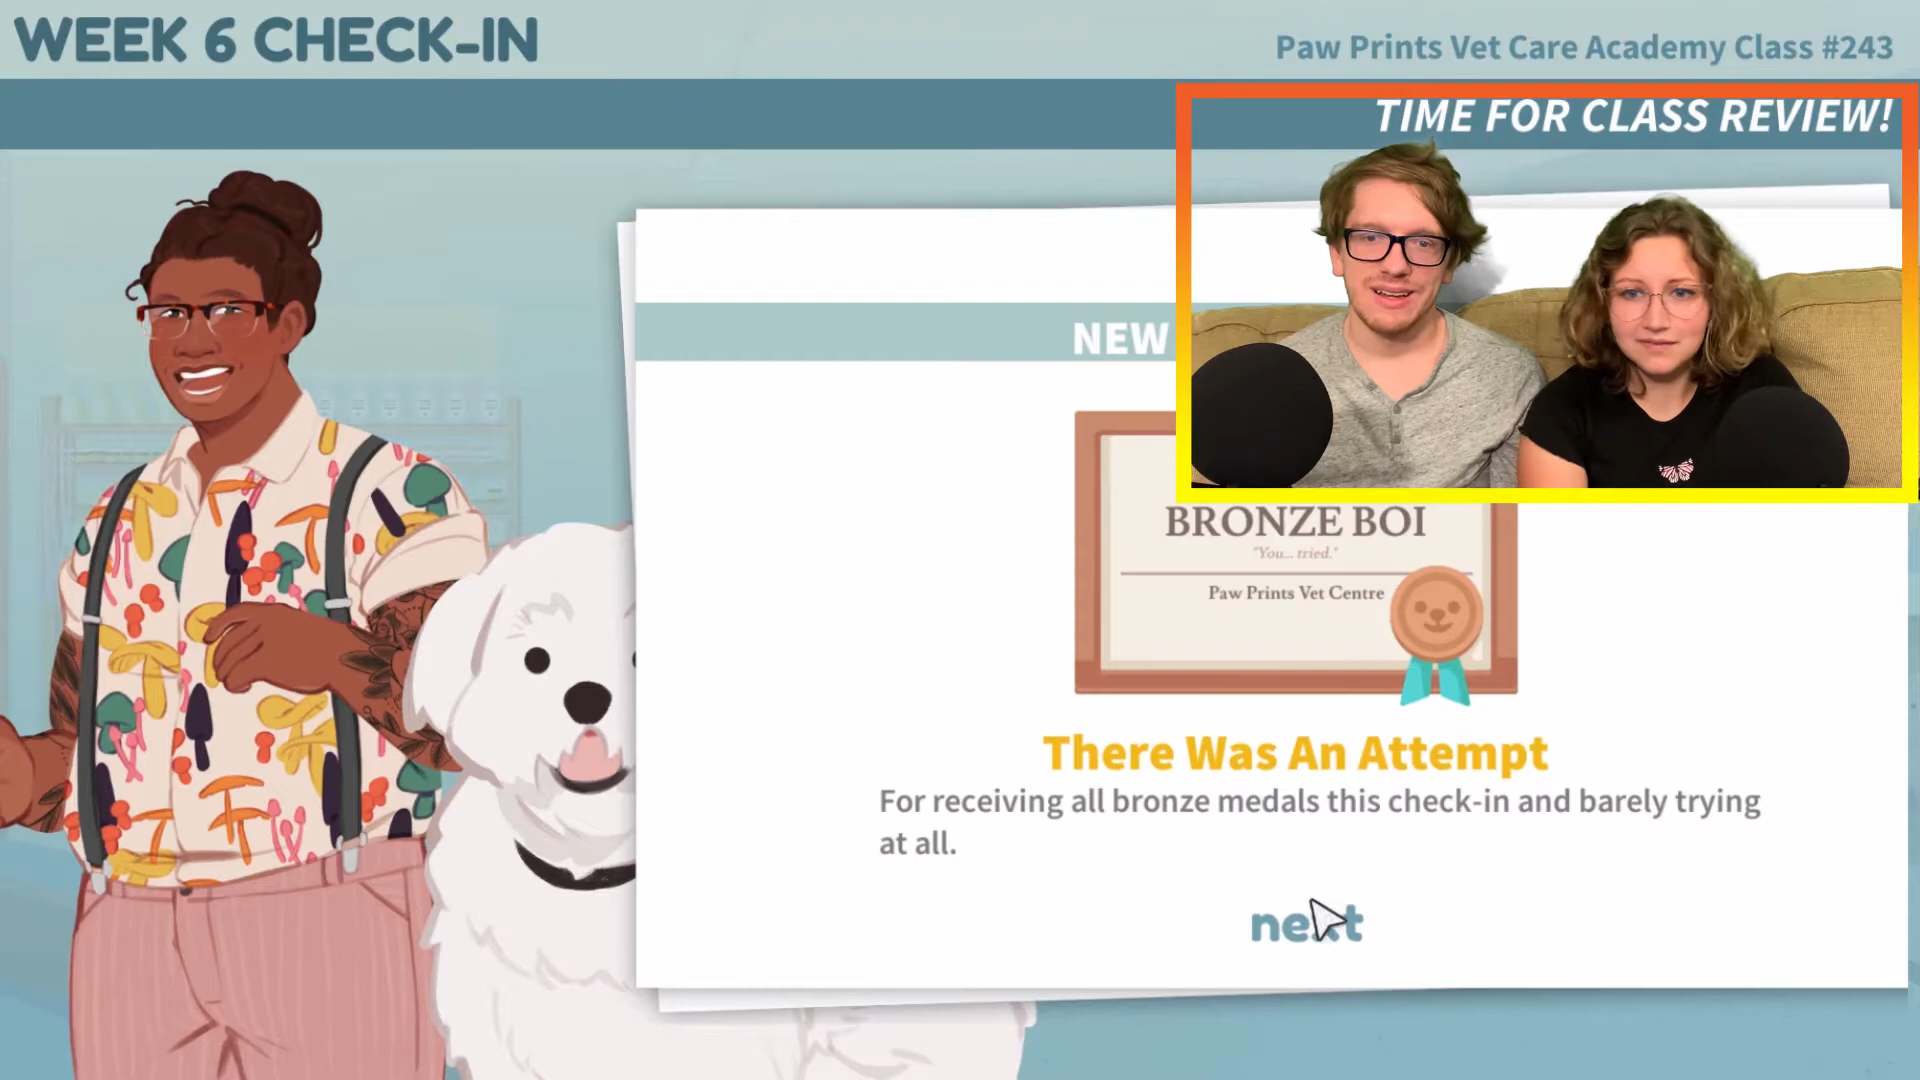 WEEK 6 CHECK-IN
Paw Prints Vet Care Academy Class #243
TIME FOR CLASS REVIEW!
NEW
BRONZE BOI
"You... tried."
Paw Prints Vet Centre
There Was An Attempt
For receiving all bronze medals this check-in and barely trying
at all.
next